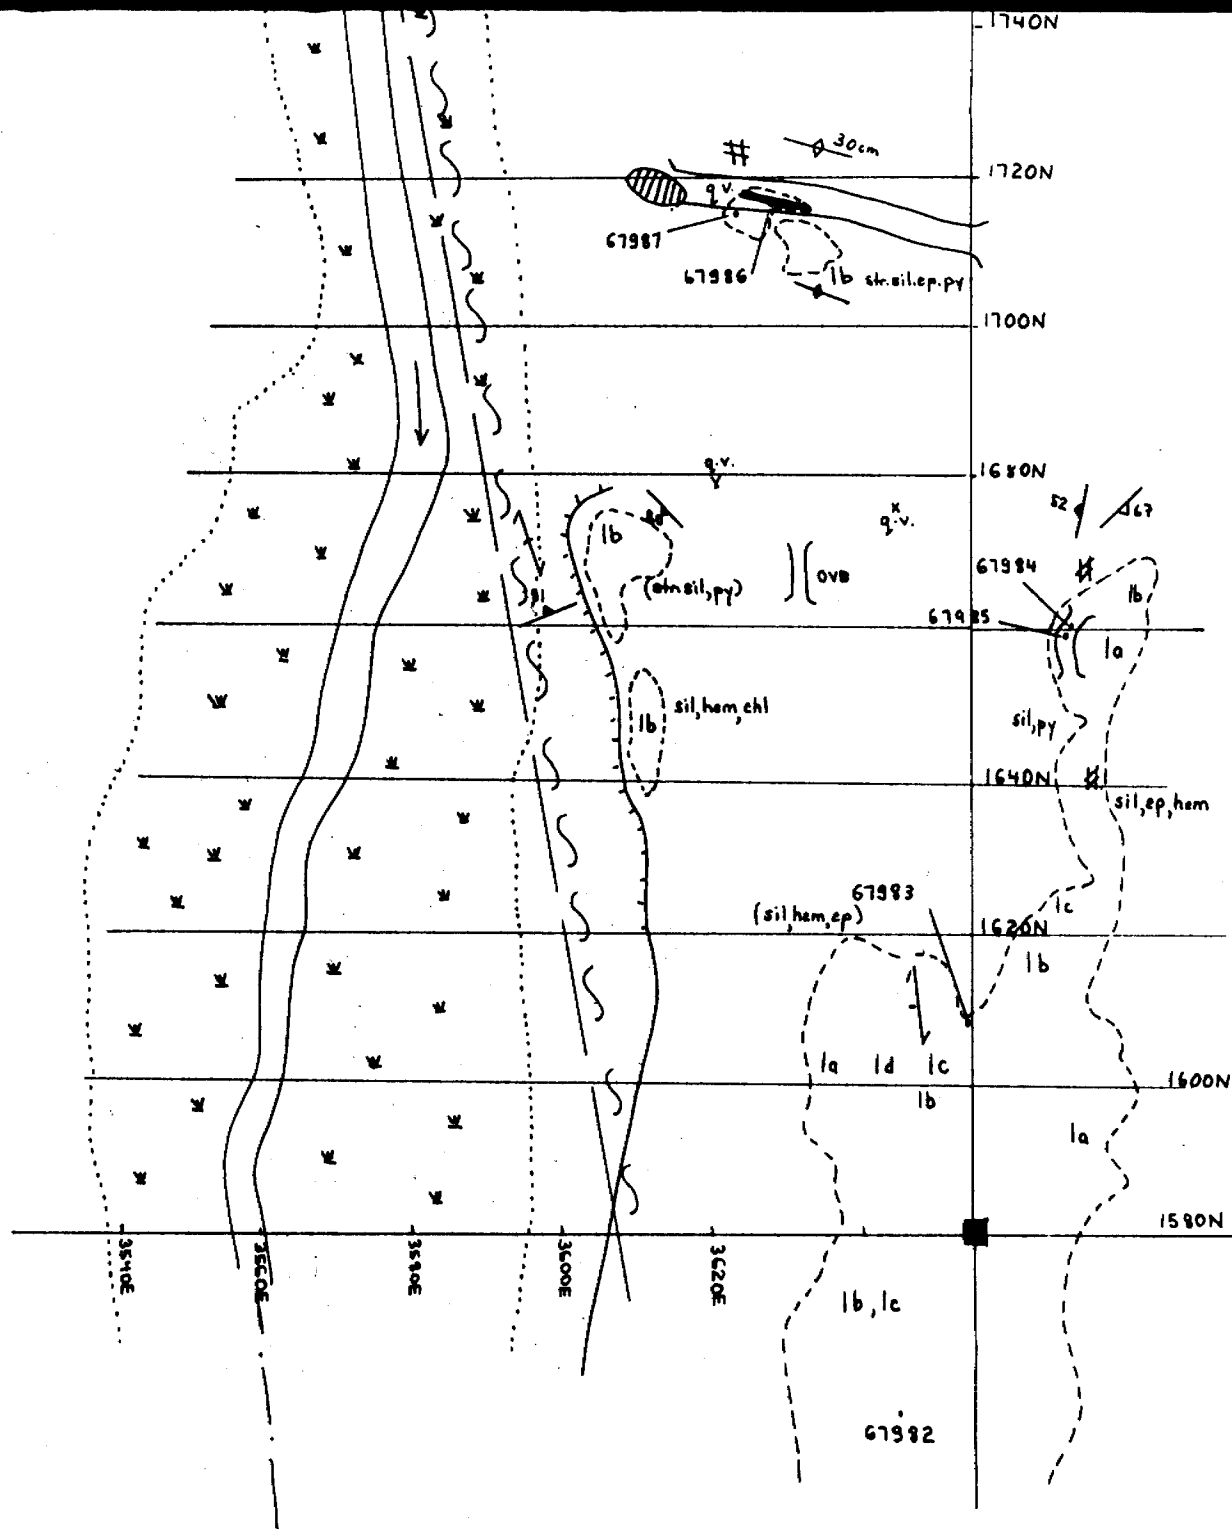 1740N
30cm
#
1720N
q.v.
67987
67986
1b str.sil.ep.py
1700N
q.v.
1680N
q.v.
52
67
1b
(stn sil, py)
OVB
67984
1b
67985
1a
1b
sil, hem, chl
sil, py
1640N
sil, ep, hem
67983
(sil, hem, ep)
1c
1620N
1b
1a 1d 1c
1b
1600N
1a
1580N
3540E
3560E
3580E
3600E
3620E
1b, 1c
67982